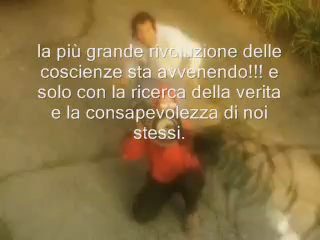 la più grande rivoluzione delle
coscienze sta avvenendo!!! e
solo con la ricerca della verita
e la consapevolezza di noi
stessi.